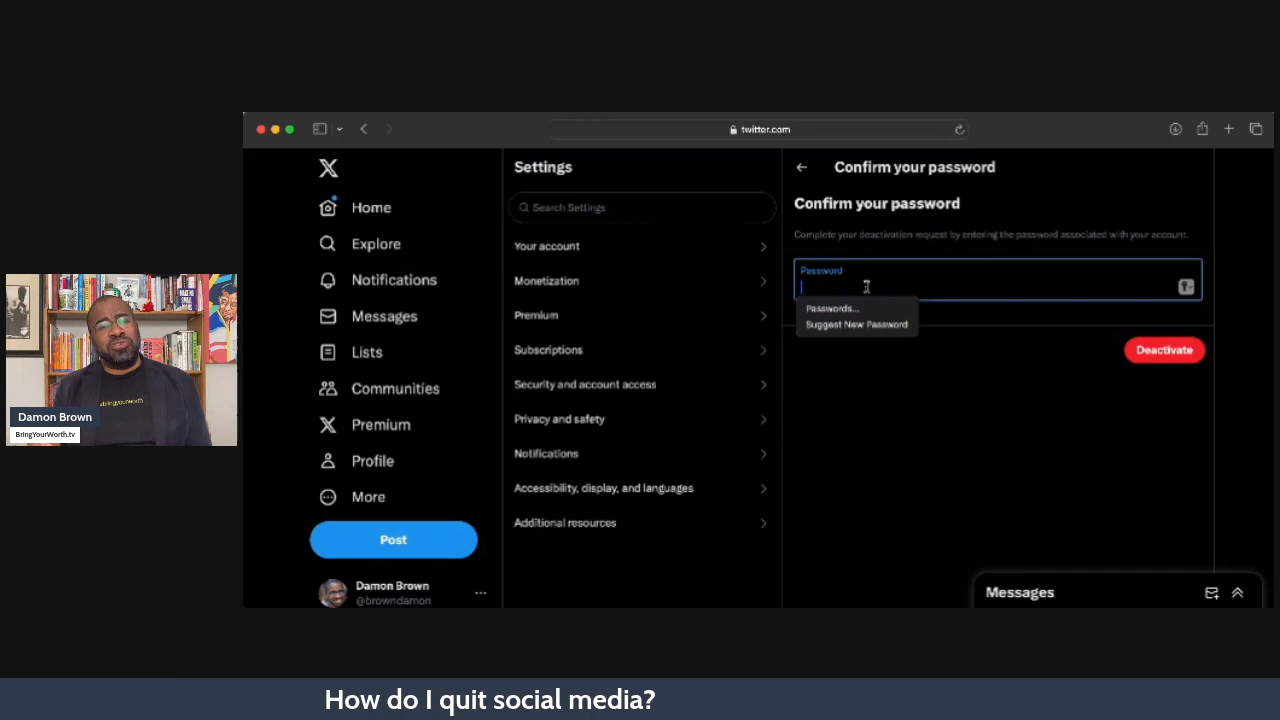 twitter.com
Home
Explore
Notifications
Messages
Lists
Communities
Premium
Profile
More
Post
Damon Brown
@browndamon
Settings
Search Settings
Your account
Monetization
Premium
Subscriptions
Security and account access
Privacy and safety
Notifications
Accessibility, display, and languages
Additional resources
Confirm your password
Confirm your password
Complete your deactivation request by entering the password associated with your account.
Password
Passwords...
Suggest New Password
Deactivate
Messages
#bringyourworth
Damon Brown
BringYourWorth.tv
How do I quit social media?